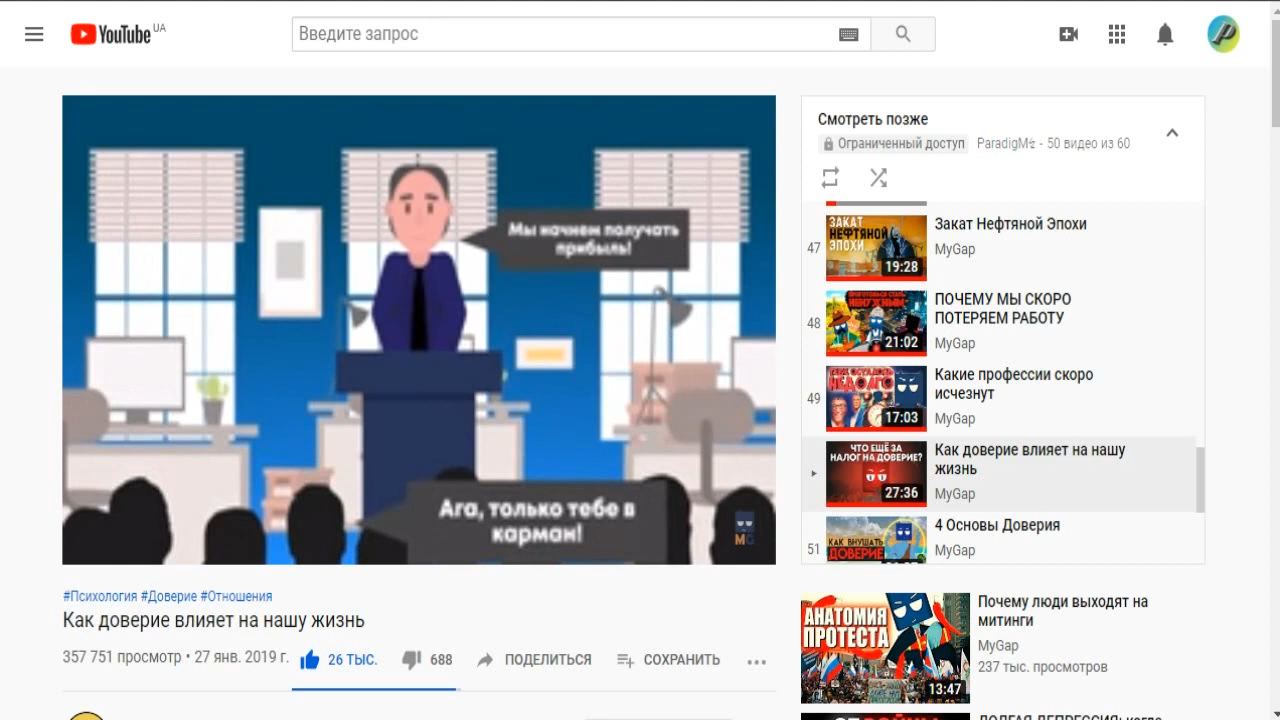 YouTube UA
Введите запрос
Мы начнем получать
прибыль!
Ага, только тебе в
карман!
MG
#Психология #Доверие #Отношения
Как доверие влияет на нашу жизнь
357 751 просмотр • 27 янв. 2019 г.
26 ТЫС.
688
ПОДЕЛИТЬСЯ
СОХРАНИТЬ
Смотреть позже
Ограниченный доступ
ParadigM - 50 видео из 60
47
ЗАКАТ
НЕФТЯНОЙ
ЭПОХИ
19:28
Закат Нефтяной Эпохи
MyGap
48
21:02
ПОЧЕМУ МЫ СКОРО
ПОТЕРЯЕМ РАБОТУ
MyGap
49
НЕДОЛГО
17:03
Какие профессии скоро
исчезнут
MyGap
ЧТО ЕЩЁ ЗА
НАЛОГ НА ДОВЕРИЕ?
27:36
Как доверие влияет на нашу
жизнь
MyGap
51
КАК ВНУШАТЬ
ДОВЕРИЕ
4 Основы Доверия
MyGap
АНАТОМИЯ
ПРОТЕСТА
13:47
Почему люди выходят на
митинги
MyGap
237 тыс. просмотров